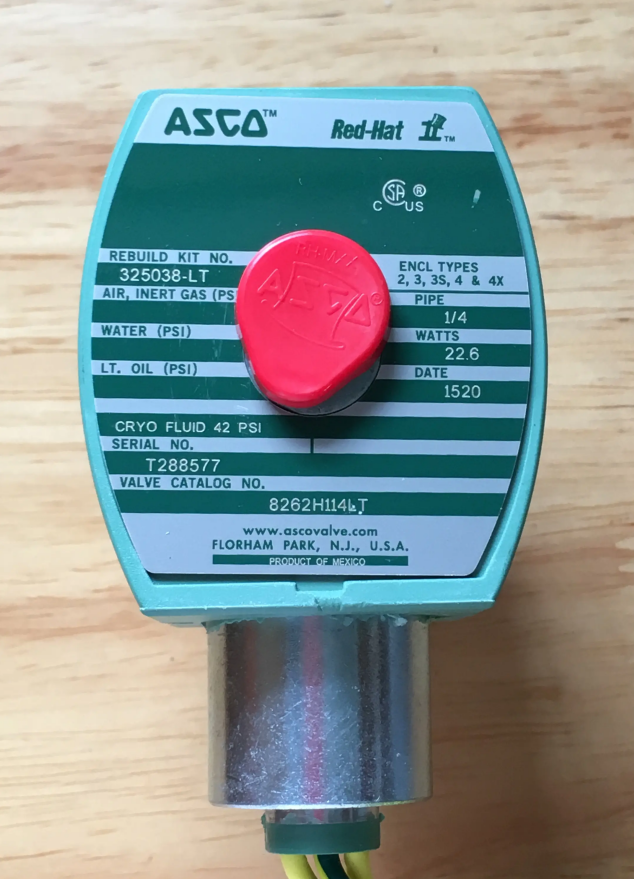 ASCO™ Red-Hat II™
C SA® US
REBUILD KIT NO.
325038-LT
ENCL TYPES
2, 3, 3S, 4 & 4X
AIR, INERT GAS (PSI
PIPE
1/4
WATER (PSI)
WATTS
22.6
LT. OIL (PSI)
DATE
1520
ASCO®
CRYO FLUID 42 PSI
SERIAL NO.
T288577
VALVE CATALOG NO.
8262H114LT
www.ascovalve.com
FLORHAM PARK, N.J., U.S.A.
PRODUCT OF MEXICO